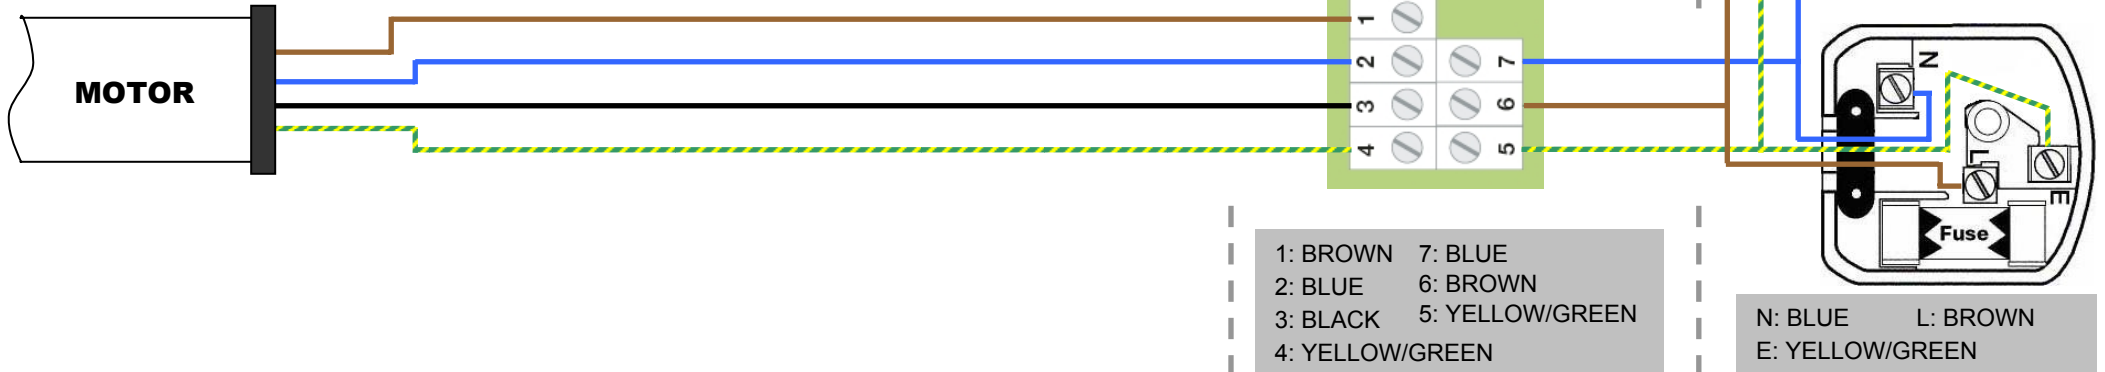 MOTOR
1
2 7
3 6
4 5
N
L
E
Fuse
1: BROWN 7: BLUE
2: BLUE 6: BROWN
3: BLACK 5: YELLOW/GREEN
4: YELLOW/GREEN
N: BLUE L: BROWN
E: YELLOW/GREEN